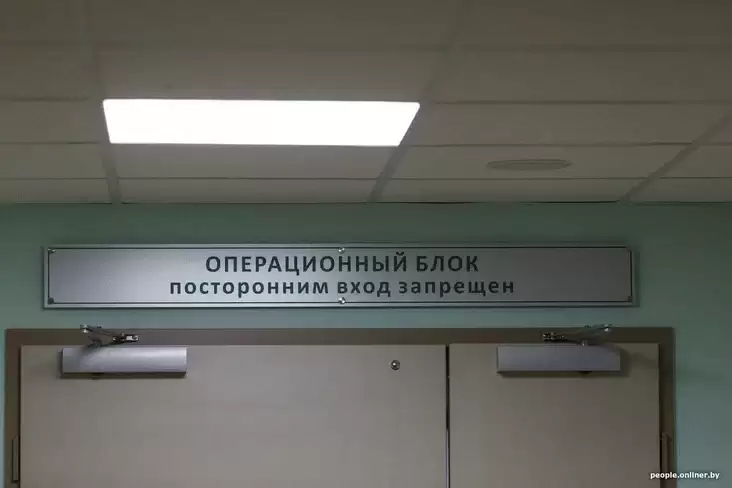 ОПЕРАЦИОННЫЙ БЛОК
посторонним вход запрещен
people.onliner.by